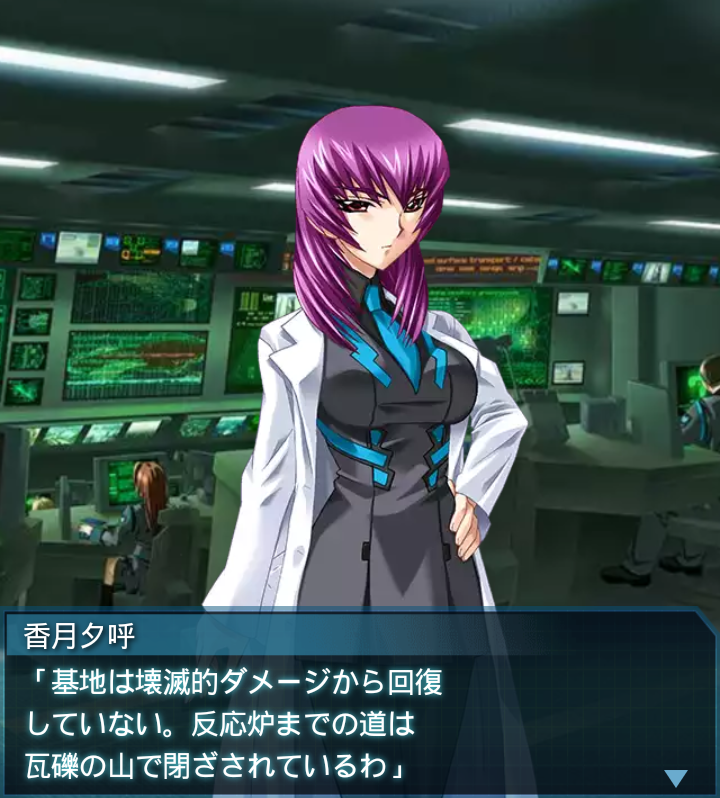 香月夕呼
「基地は壊滅的ダメージから回復
していない。反応炉までの道は
瓦礫の山で閉ざされているわ」